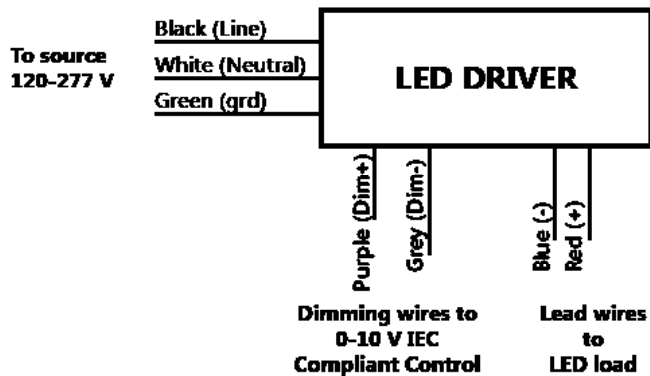 Black (Line)
To source
120-277 V
White (Neutral)
Green (grd)
LED DRIVER
Purple (Dim+)
Grey (Dim-)
Blue (-)
Red (+)
Dimming wires to
0-10 V IEC
Compliant Control
Lead wires
to
LED load